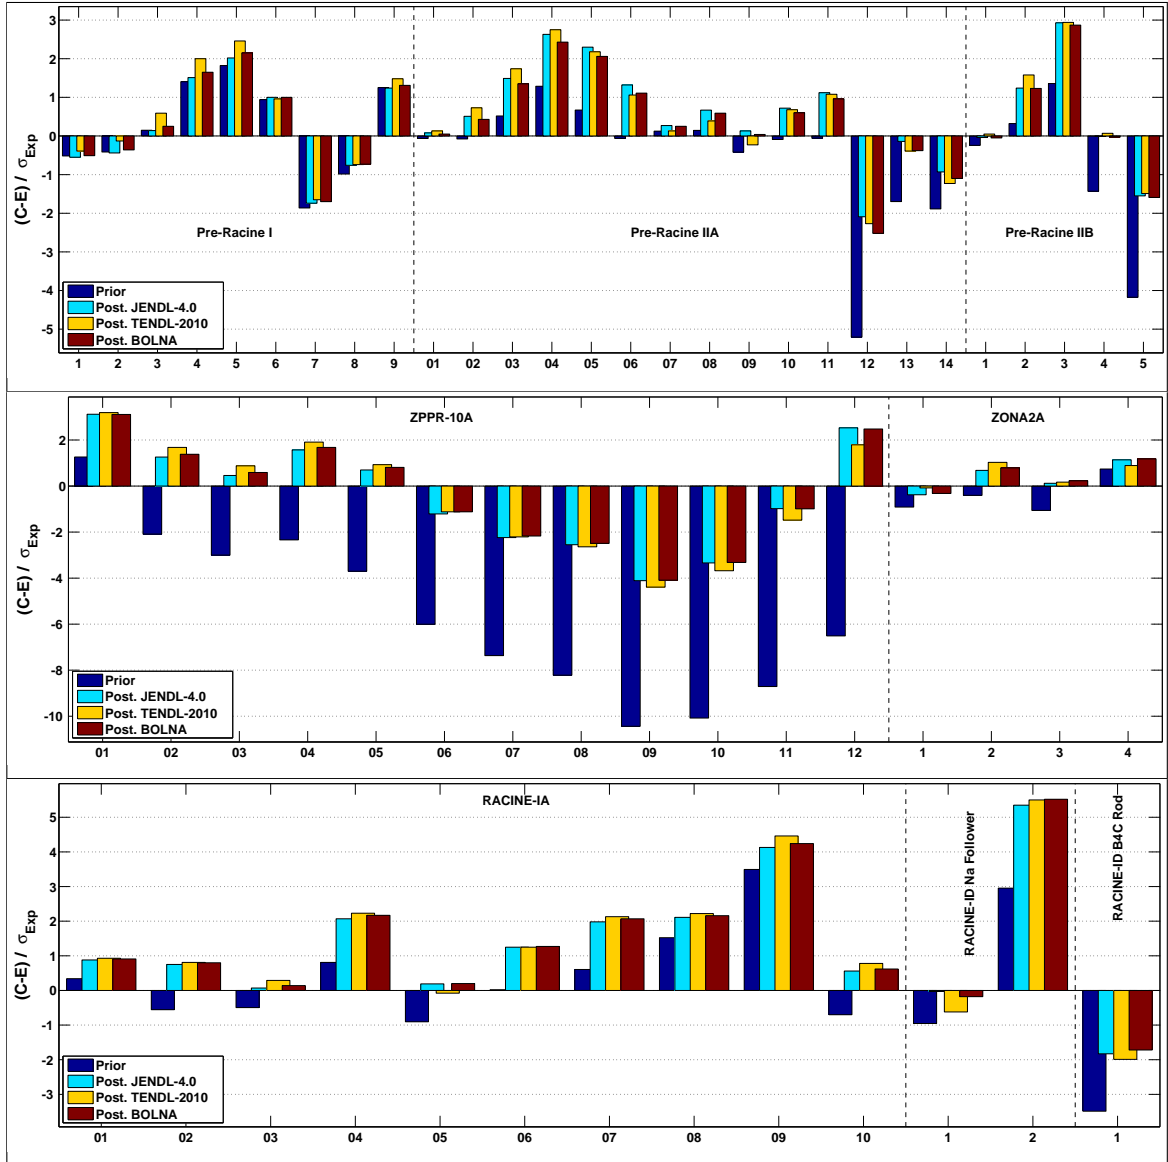 3
2
1
0
-1
-2
-3
-4
-5
(C-E) / σExp
Pre-Racine I
Pre-Racine IIA
Pre-Racine IIB
Prior
Post. JENDL-4.0
Post. TENDL-2010
Post. BOLNA
1 2 3 4 5 6 7 8 9 01 02 03 04 05 06 07 08 09 10 11 12 13 14 1 2 3 4 5
ZPPR-10A
ZONA2A
2
0
-2
-4
-6
-8
-10
(C-E) / σExp
Prior
Post. JENDL-4.0
Post. TENDL-2010
Post. BOLNA
01 02 03 04 05 06 07 08 09 10 11 12 1 2 3 4
RACINE-IA
RACINE-ID Na Follower
RACINE-ID B4C Rod
5
4
3
2
1
0
-1
-2
-3
(C-E) / σExp
Prior
Post. JENDL-4.0
Post. TENDL-2010
Post. BOLNA
01 02 03 04 05 06 07 08 09 10 1 2 1